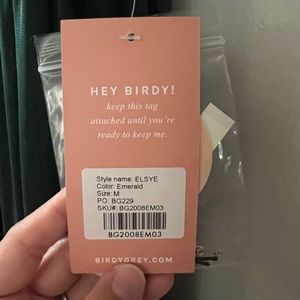 HEY BIRDY!
keep this tag
attached until you're
ready to keep me.
Style name: ELSYE
Color: Emerald
Size: M
PO: BG229
SKU#: BG2008EM03
BG2008EM03
BIRDYGREY.COM